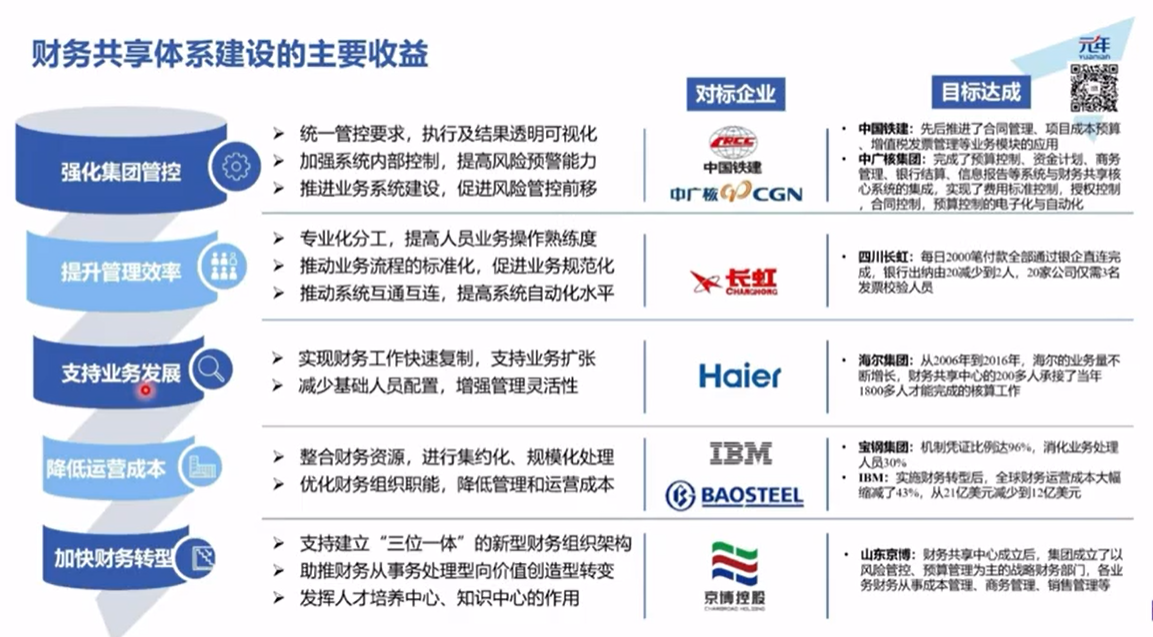 财务共享体系建设的主要收益
元年
YUANIAN
对标企业
目标达成
强化集团管控
➢ 统一管控要求，执行及结果透明可视化
➢ 加强系统内部控制，提高风险预警能力
➢ 推进业务系统建设，促进风险管控前移
CRCC
中国铁建
中广核 CGN
• 中国铁建：先后推进了合同管理、项目成本预算
、增值税发票管理等业务模块的应用
• 中广核集团：完成了预算控制、资金计划、商务
管理、银行结算、信息报告等系统与财务共享核
心系统的集成，实现了费用标准控制，授权控制
，合同控制，预算控制的电子化与自动化
提升管理效率
➢ 专业化分工，提高人员业务操作熟练度
➢ 推动业务流程的标准化，促进业务规范化
➢ 推动系统互通互连，提高系统自动化水平
长虹
CHANGHONG
• 四川长虹：每日2000笔付款全部通过银企直连完
成，银行出纳由20减少到2人，20家公司仅需3名
发票校验人员
支持业务发展
➢ 实现财务工作快速复制，支持业务扩张
➢ 减少基础人员配置，增强管理灵活性
Haier
• 海尔集团：从2006年到2016年，海尔的业务量不
断增长，财务共享中心的200多人承接了当年
1800多人才能完成的核算工作
降低运营成本
➢ 整合财务资源，进行集约化、规模化处理
➢ 优化财务组织职能，降低管理和运营成本
IBM
BAOSTEEL
• 宝钢集团：机制凭证比例达96%，消化业务处理
人员30%
• IBM：实施财务转型后，全球财务运营成本大幅
缩减了43%，从21亿美元减少到12亿美元
加快财务转型
➢ 支持建立“三位一体”的新型财务组织架构
➢ 助推财务从事务处理型向价值创造型转变
➢ 发挥人才培养中心、知识中心的作用
京博控股
CHAMBROAD HOLDING
• 山东京博：财务共享中心成立后，集团成立了以
风险管控、预算管理为主的战略财务部门，各业
务财务从事成本管理、商务管理、销售管理等